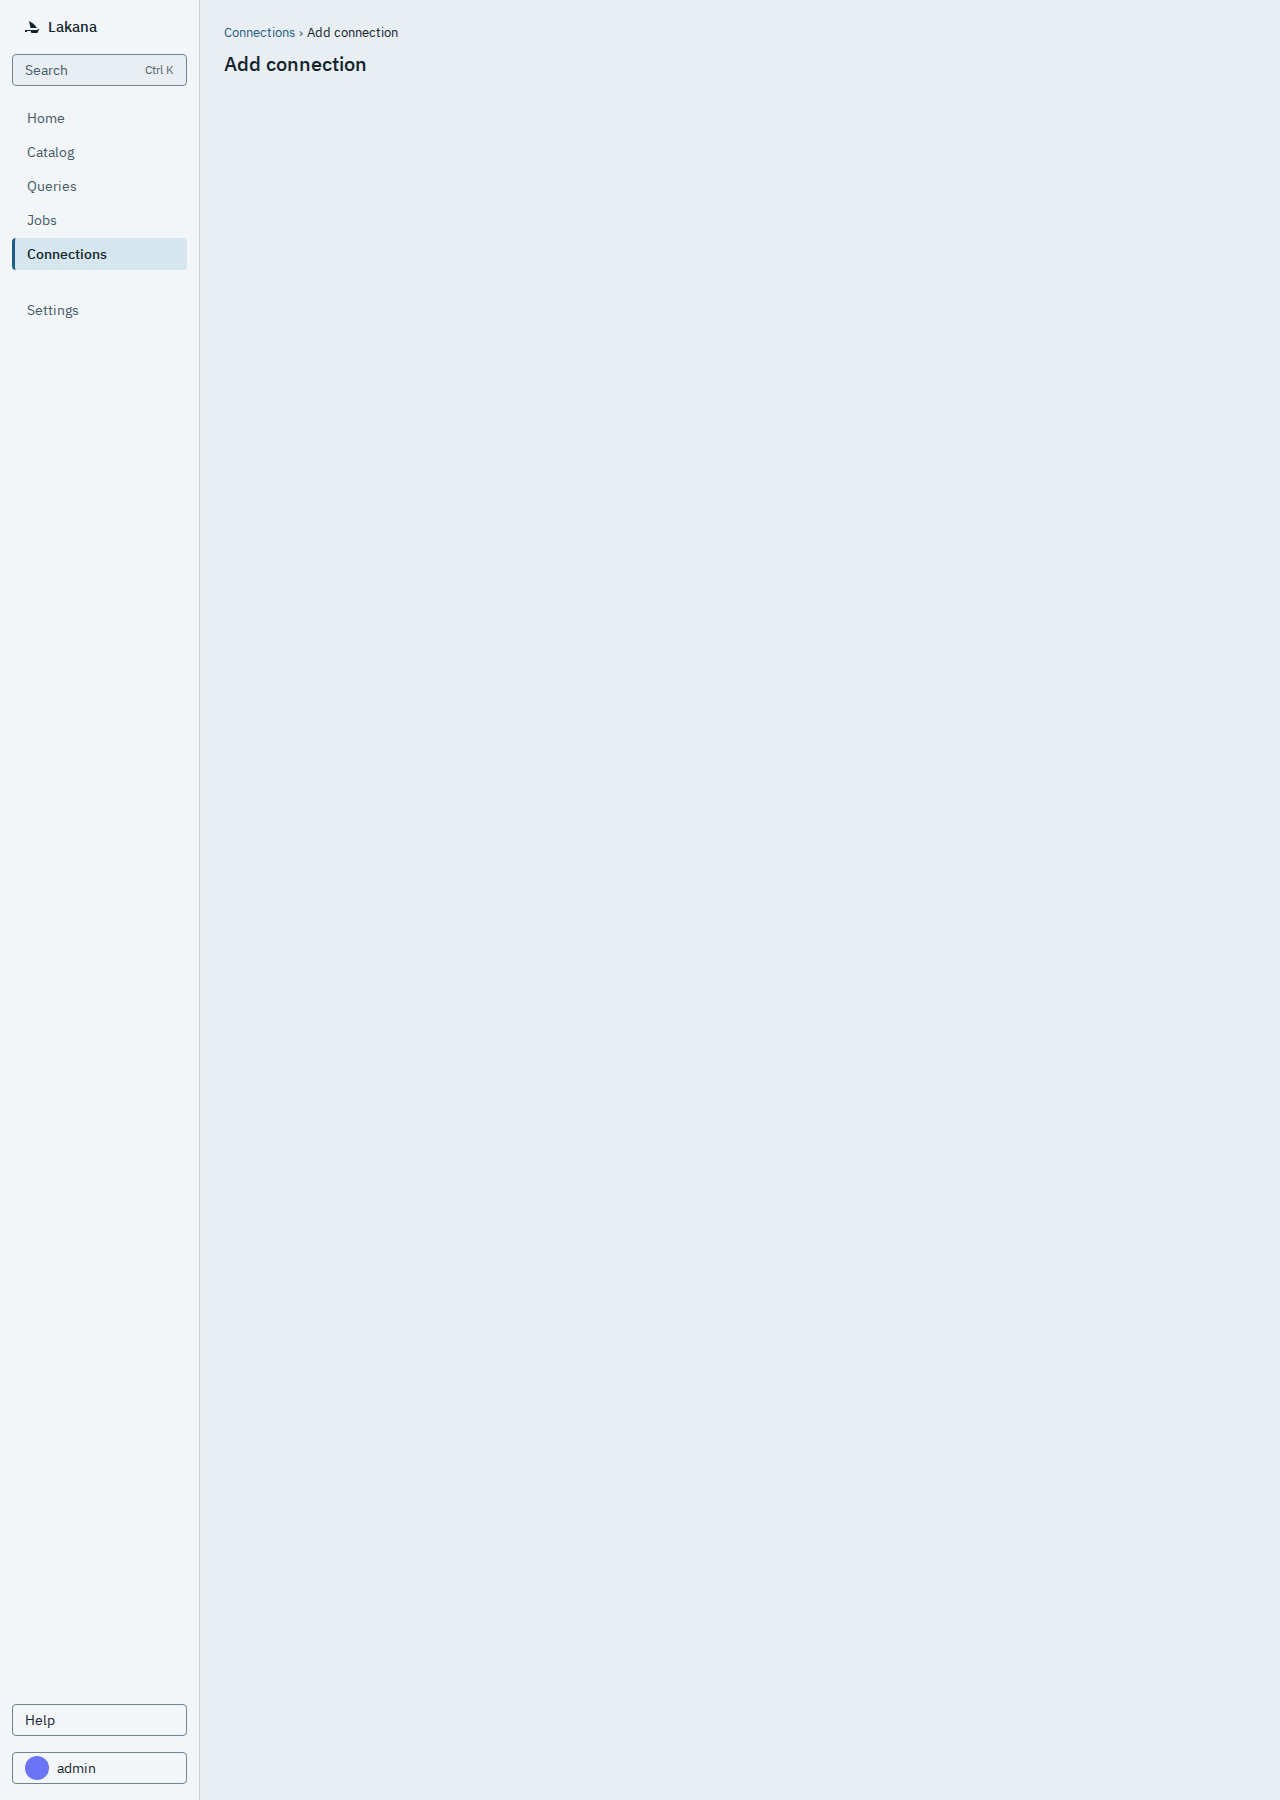 Lakana
Search Ctrl K
Home
Catalog
Queries
Jobs
Connections
Settings
Help
admin
Connections › Add connection
Add connection